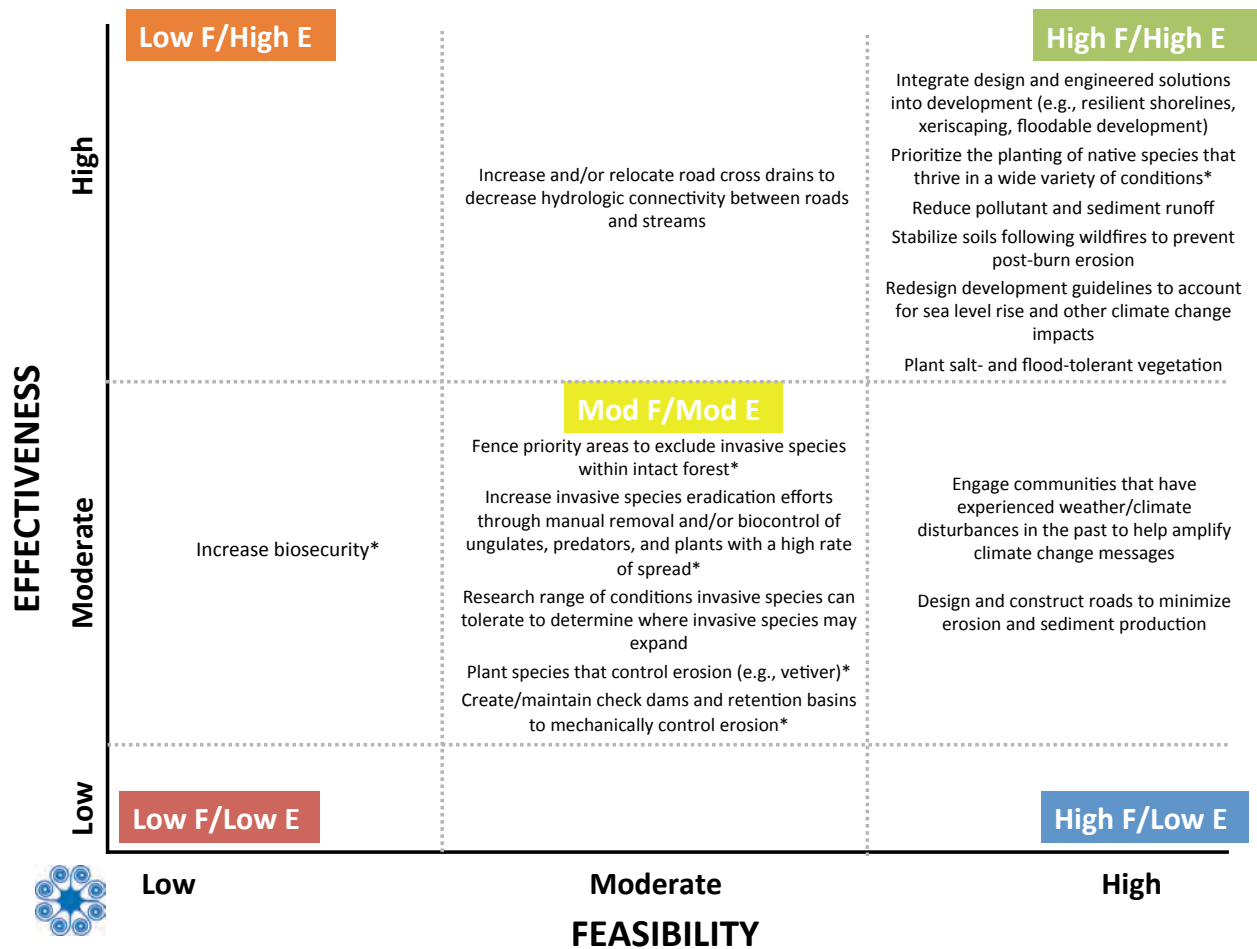 Low F/High E
High F/High E
Integrate design and engineered solutions
into development (e.g., resilient shorelines,
xeriscaping, floodable development)
Prioritize the planting of native species that
thrive in a wide variety of conditions*
Reduce pollutant and sediment runoff
Stabilize soils following wildfires to prevent
post-burn erosion
Redesign development guidelines to account
for sea level rise and other climate change
impacts
Plant salt- and flood-tolerant vegetation
Increase and/or relocate road cross drains to
decrease hydrologic connectivity between roads
and streams
High
EFFECTIVENESS
Moderate
Increase biosecurity*
Mod F/Mod E
Fence priority areas to exclude invasive species
within intact forest*
Increase invasive species eradication efforts
through manual removal and/or biocontrol of
ungulates, predators, and plants with a high rate
of spread*
Research range of conditions invasive species can
tolerate to determine where invasive species may
expand
Plant species that control erosion (e.g., vetiver)*
Create/maintain check dams and retention basins
to mechanically control erosion*
Engage communities that have
experienced weather/climate
disturbances in the past to help amplify
climate change messages
Design and construct roads to minimize
erosion and sediment production
Low
Low F/Low E
High F/Low E
Low
Moderate
High
FEASIBILITY